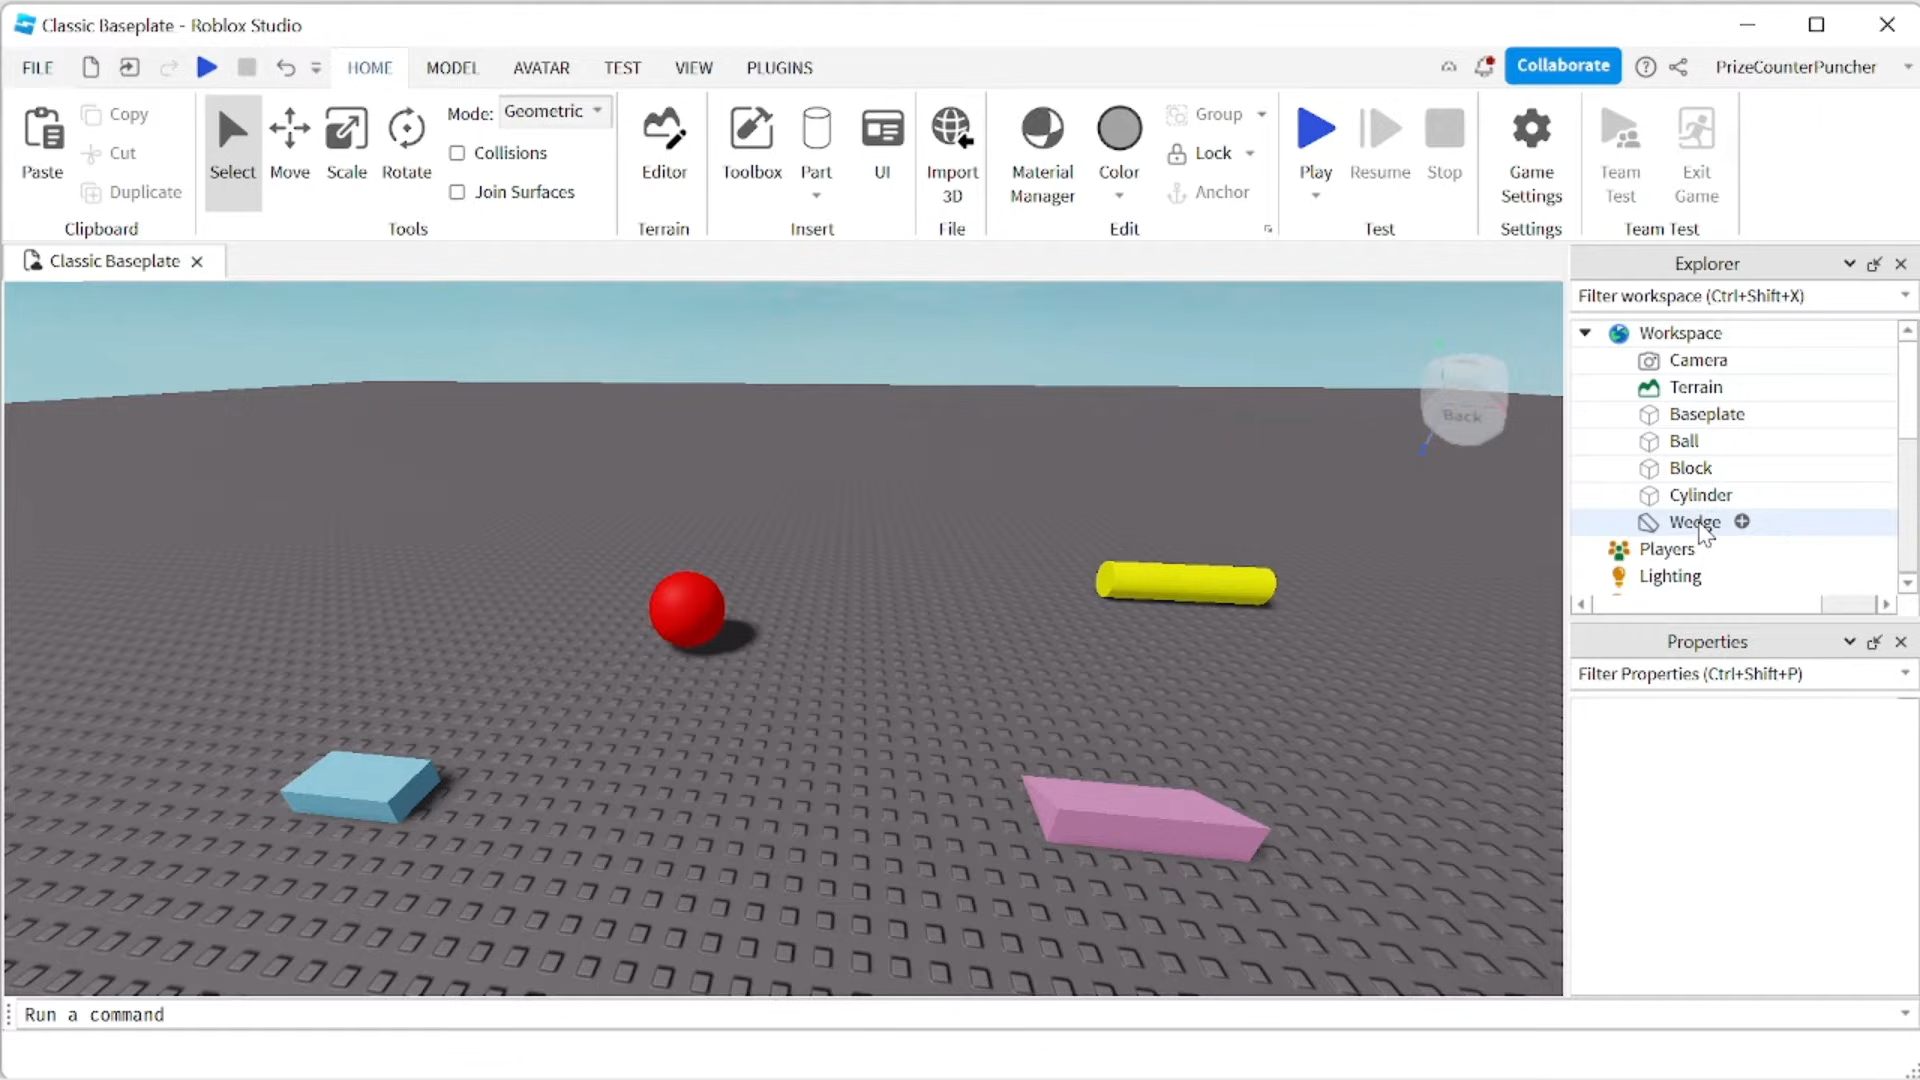 Classic Baseplate - Roblox Studio
FILE HOME MODEL AVATAR TEST VIEW PLUGINS Collaborate PrizeCounterPuncher
Paste
Copy
Cut
Duplicate
Clipboard
Select
Move
Scale
Rotate
Mode: Geometric
Collisions
Join Surfaces
Tools
Editor
Terrain
Toolbox
Part
UI
Insert
Import
3D
File
Material
Manager
Color
Group
Lock
Anchor
Edit
Play
Resume
Stop
Test
Game
Settings
Settings
Team
Test
Exit
Game
Team Test
Classic Baseplate
Back
Explorer
Filter workspace (Ctrl+Shift+X)
Workspace
Camera
Terrain
Baseplate
Ball
Block
Cylinder
Wedge
Players
Lighting
Properties
Filter Properties (Ctrl+Shift+P)
Run a command